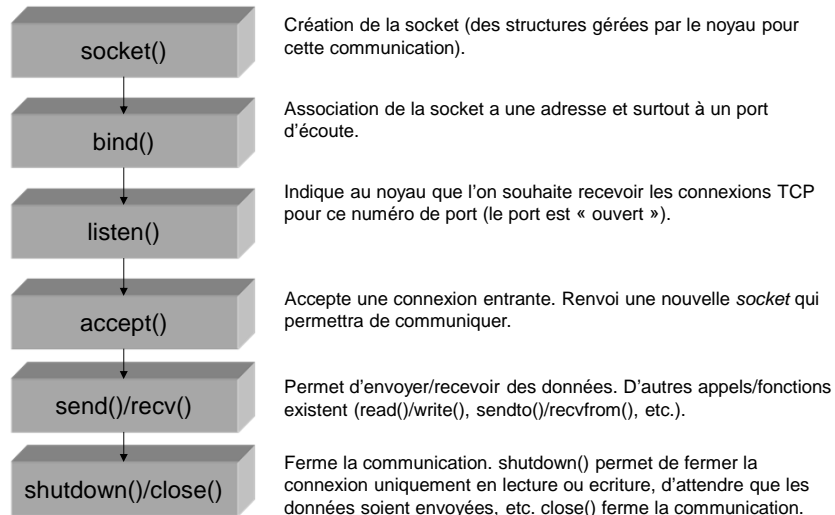 socket()
Création de la socket (des structures gérées par le noyau pour
cette communication).
bind()
Association de la socket a une adresse et surtout à un port
d'écoute.
listen()
Indique au noyau que l'on souhaite recevoir les connexions TCP
pour ce numéro de port (le port est « ouvert »).
accept()
Accepte une connexion entrante. Renvoi une nouvelle socket qui
permettra de communiquer.
send()/recv()
Permet d'envoyer/recevoir des données. D'autres appels/fonctions
existent (read()/write(), sendto()/recvfrom(), etc.).
shutdown()/close()
Ferme la communication. shutdown() permet de fermer la
connexion uniquement en lecture ou ecriture, d'attendre que les
données soient envoyées, etc. close() ferme la communication.